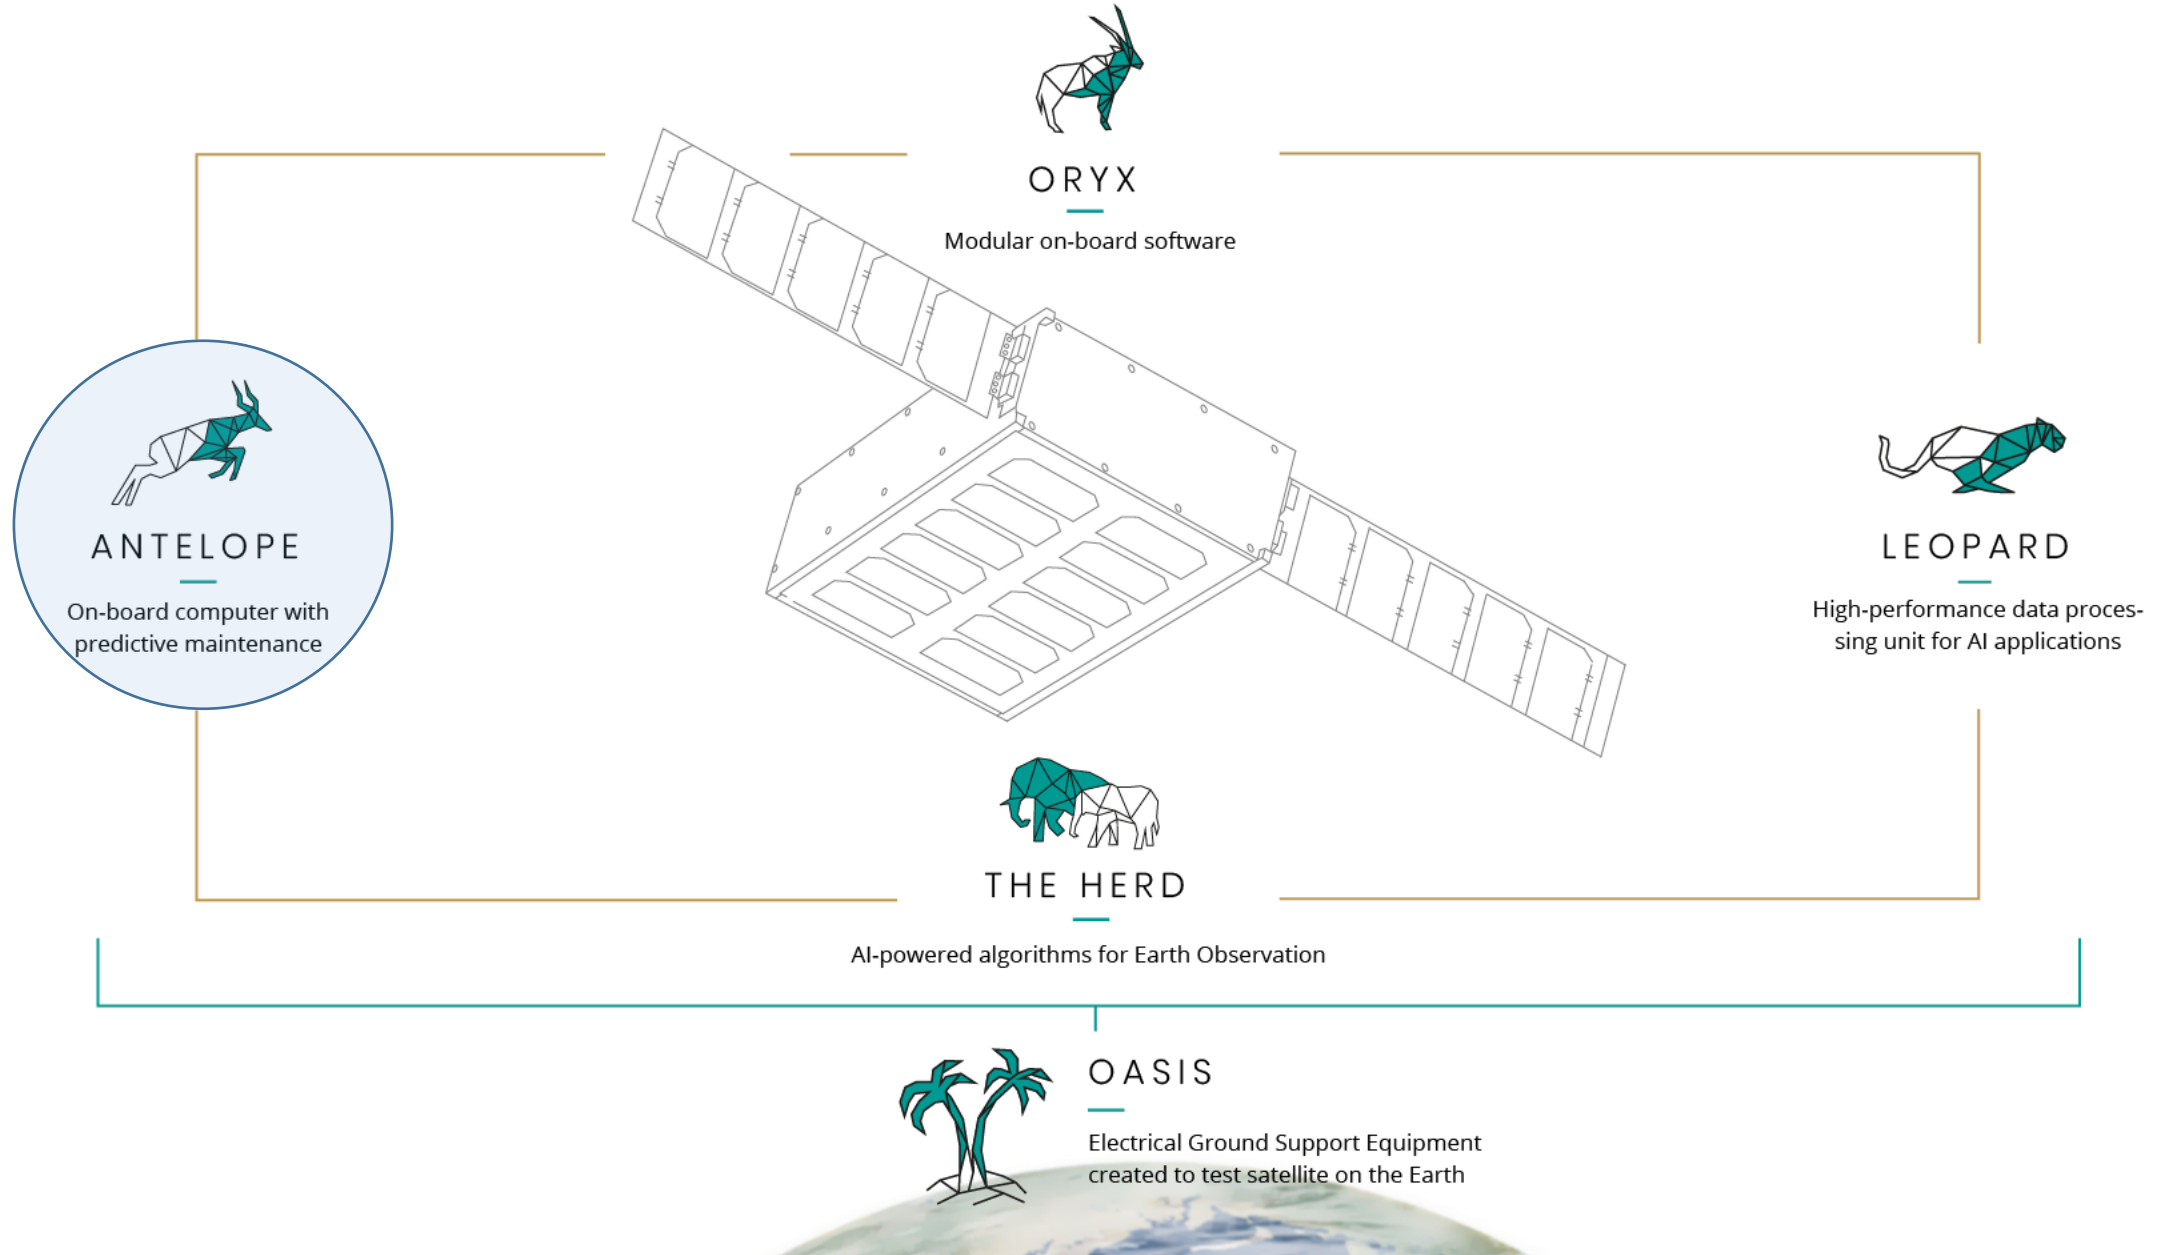 ORYX
Modular on-board software
ANTELOPE
On-board computer with
predictive maintenance
LEOPARD
High-performance data proces-
sing unit for AI applications
THE HERD
AI-powered algorithms for Earth Observation
OASIS
Electrical Ground Support Equipment
created to test satellite on the Earth